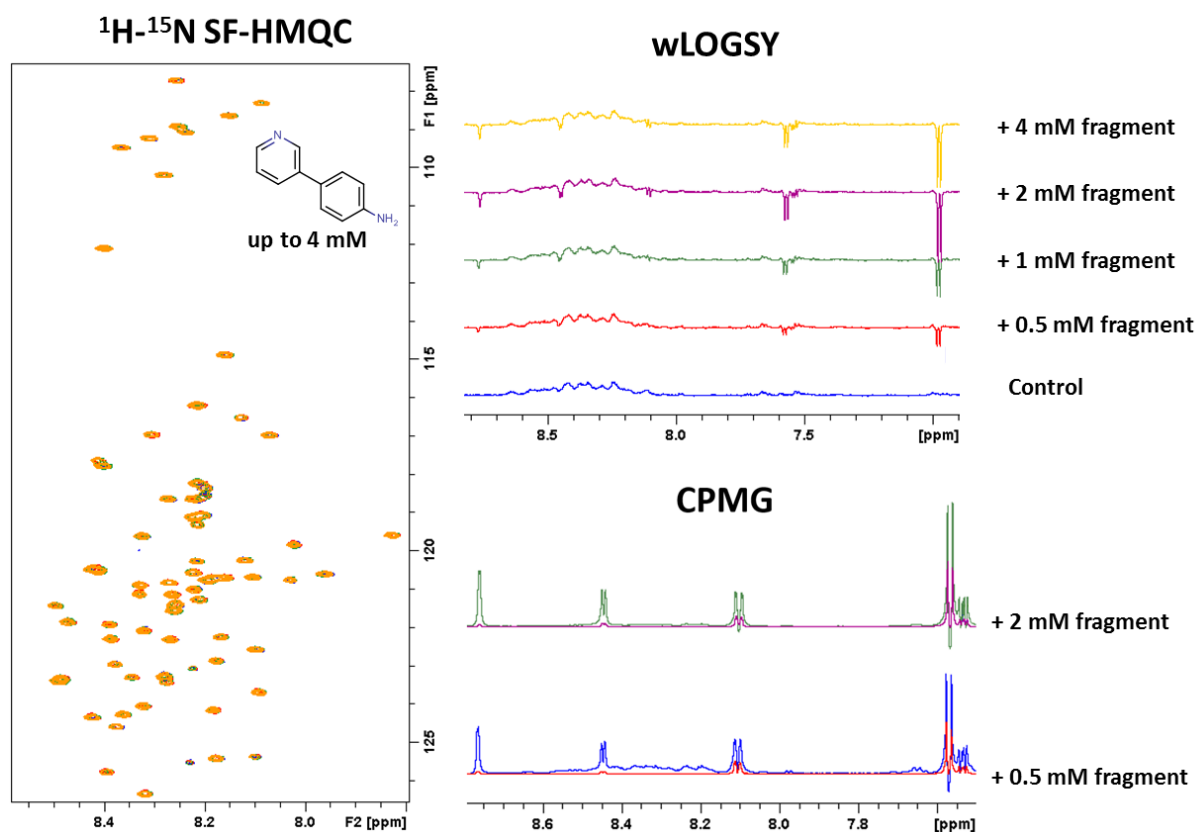 ¹H-¹⁵N SF-HMQC
F1 [ppm]
110
115
120
125
N
NH₂
up to 4 mM
8.4
8.2
8.0
F2 [ppm]
wLOGSY
+ 4 mM fragment
+ 2 mM fragment
+ 1 mM fragment
+ 0.5 mM fragment
Control
8.5
8.0
7.5
[ppm]
CPMG
+ 2 mM fragment
+ 0.5 mM fragment
8.6
8.4
8.2
8.0
7.8
[ppm]